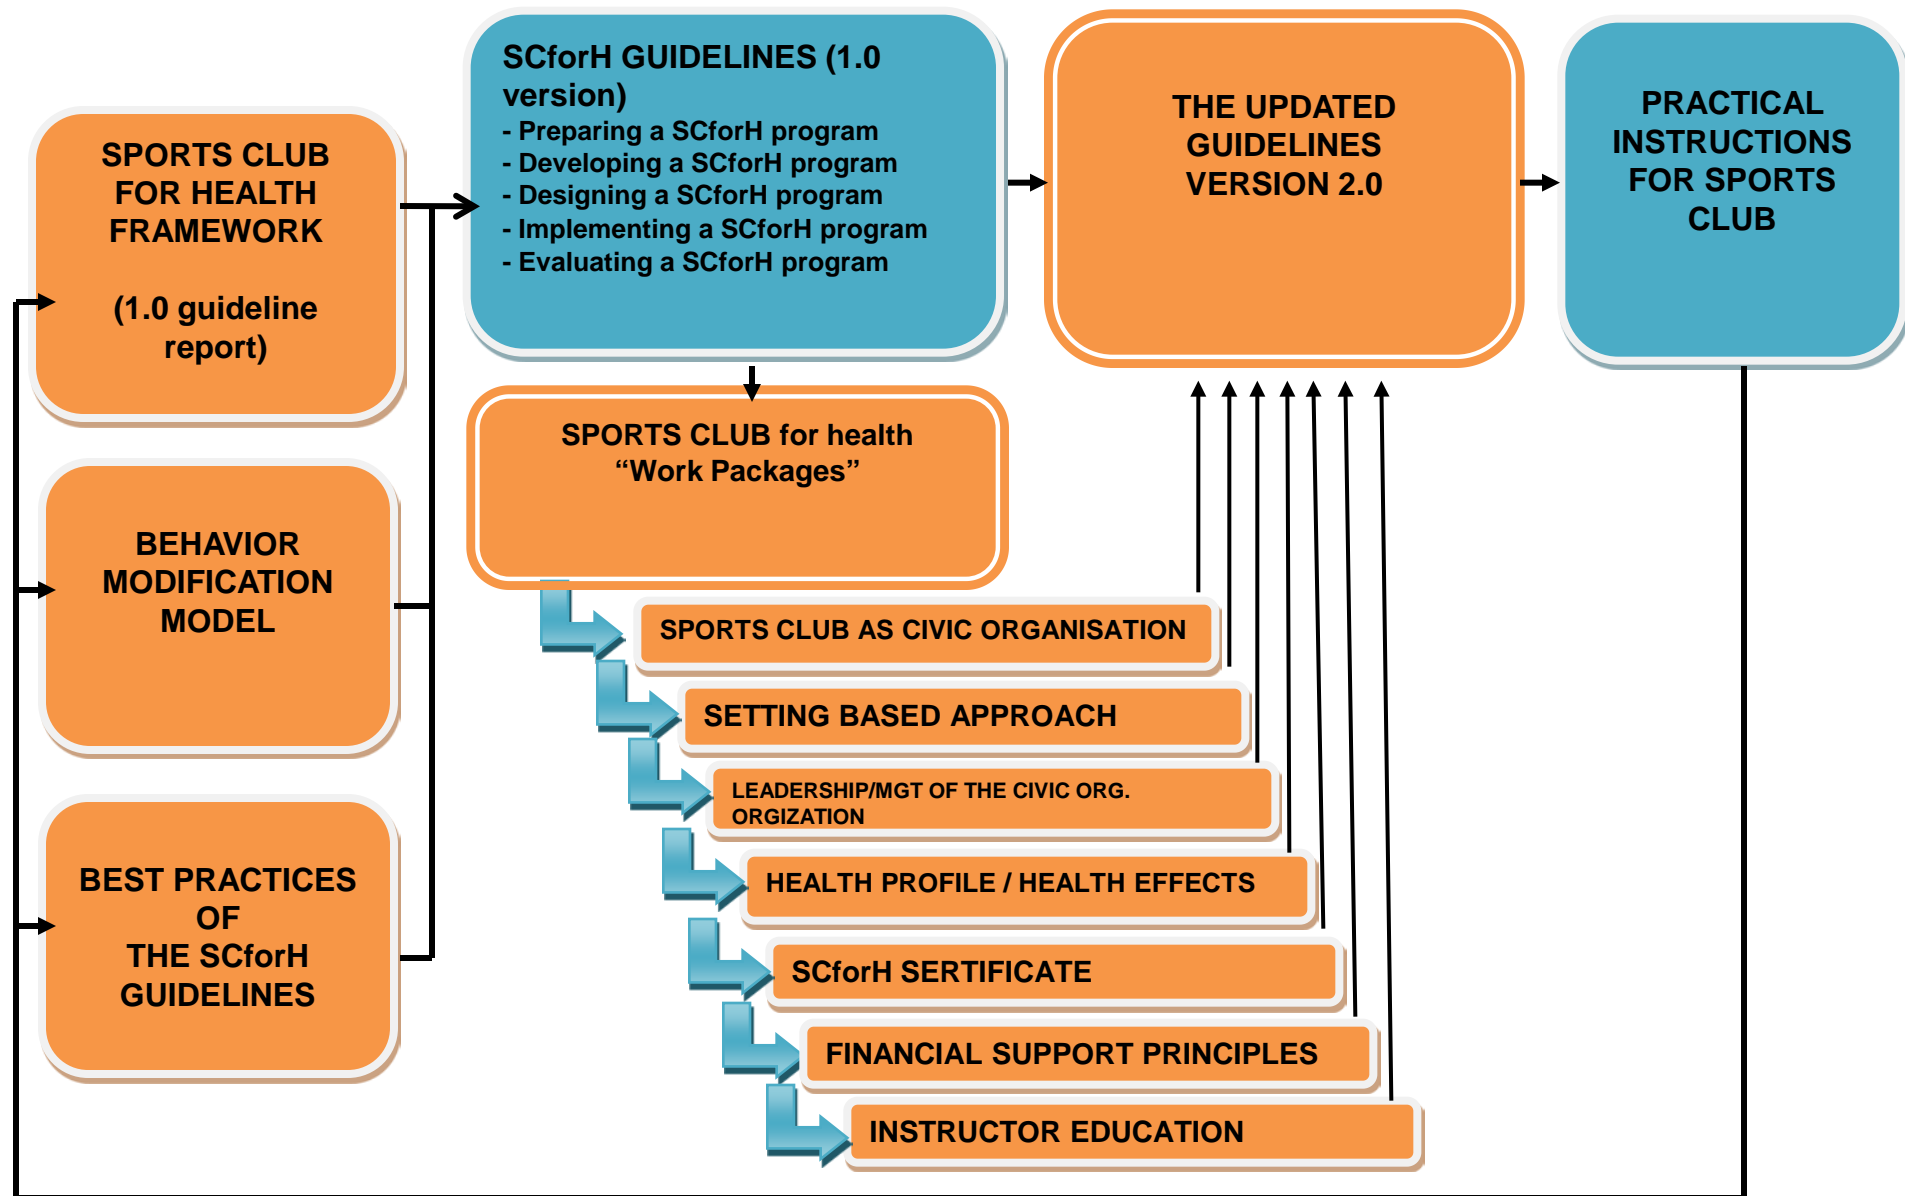 SPORTS CLUB
FOR HEALTH
FRAMEWORK
(1.0 guideline
report)
BEHAVIOR
MODIFICATION
MODEL
BEST PRACTICES
OF
THE SCforH
GUIDELINES
SCforH GUIDELINES (1.0
version)
- Preparing a SCforH program
- Developing a SCforH program
- Designing a SCforH program
- Implementing a SCforH program
- Evaluating a SCforH program
SPORTS CLUB for health
“Work Packages”
SPORTS CLUB AS CIVIC ORGANISATION
SETTING BASED APPROACH
LEADERSHIP/MGT OF THE CIVIC ORG.
ORGIZATION
HEALTH PROFILE / HEALTH EFFECTS
SCforH SERTIFICATE
FINANCIAL SUPPORT PRINCIPLES
INSTRUCTOR EDUCATION
THE UPDATED
GUIDELINES
VERSION 2.0
PRACTICAL
INSTRUCTIONS
FOR SPORTS
CLUB